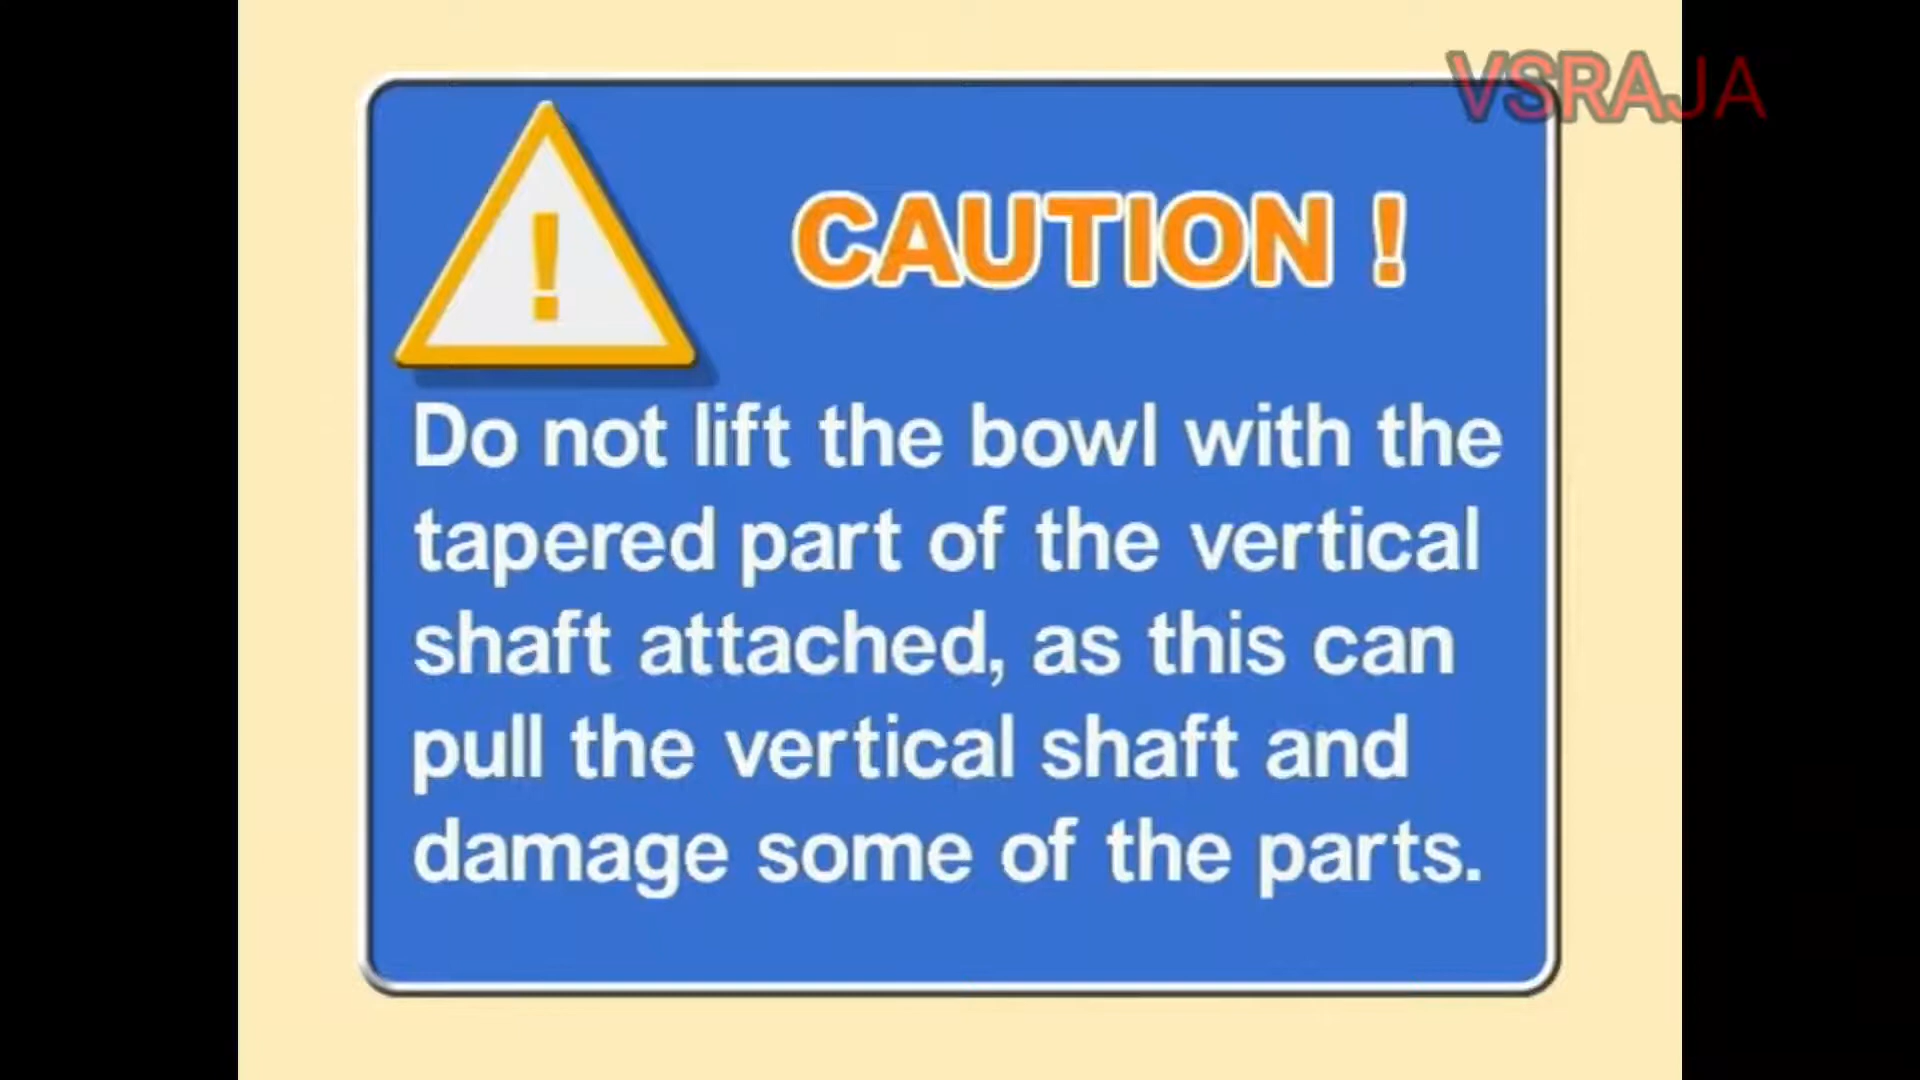 VSRAJA
!
CAUTION !
Do not lift the bowl with the
tapered part of the vertical
shaft attached, as this can
pull the vertical shaft and
damage some of the parts.